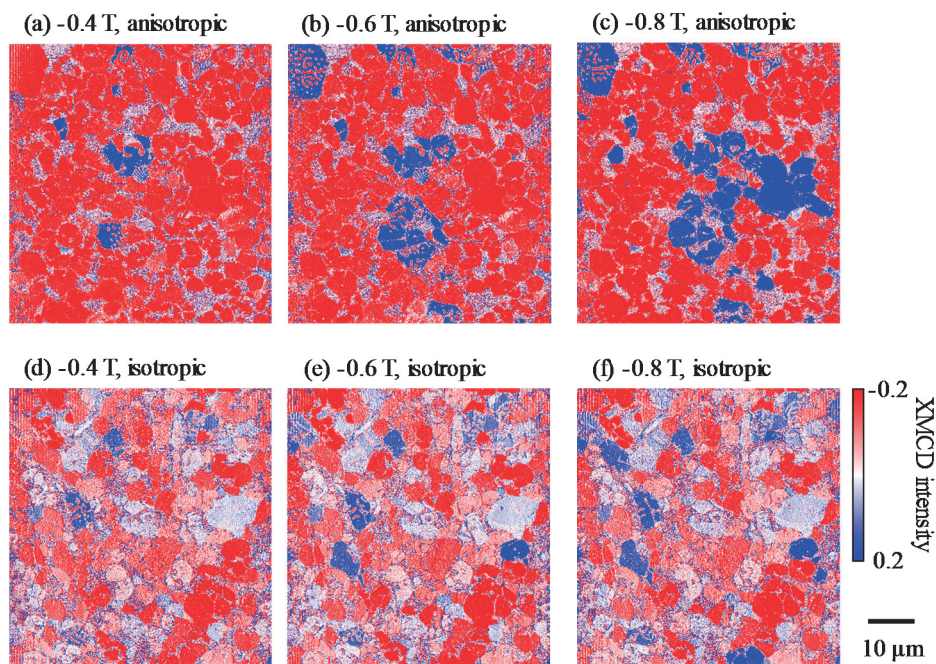 (a) -0.4 T, anisotropic
(b) -0.6 T, anisotropic
(c) -0.8 T, anisotropic
(d) -0.4 T, isotropic
(e) -0.6 T, isotropic
(f) -0.8 T, isotropic
-0.2
XMCD intensity
0.2
10 μm